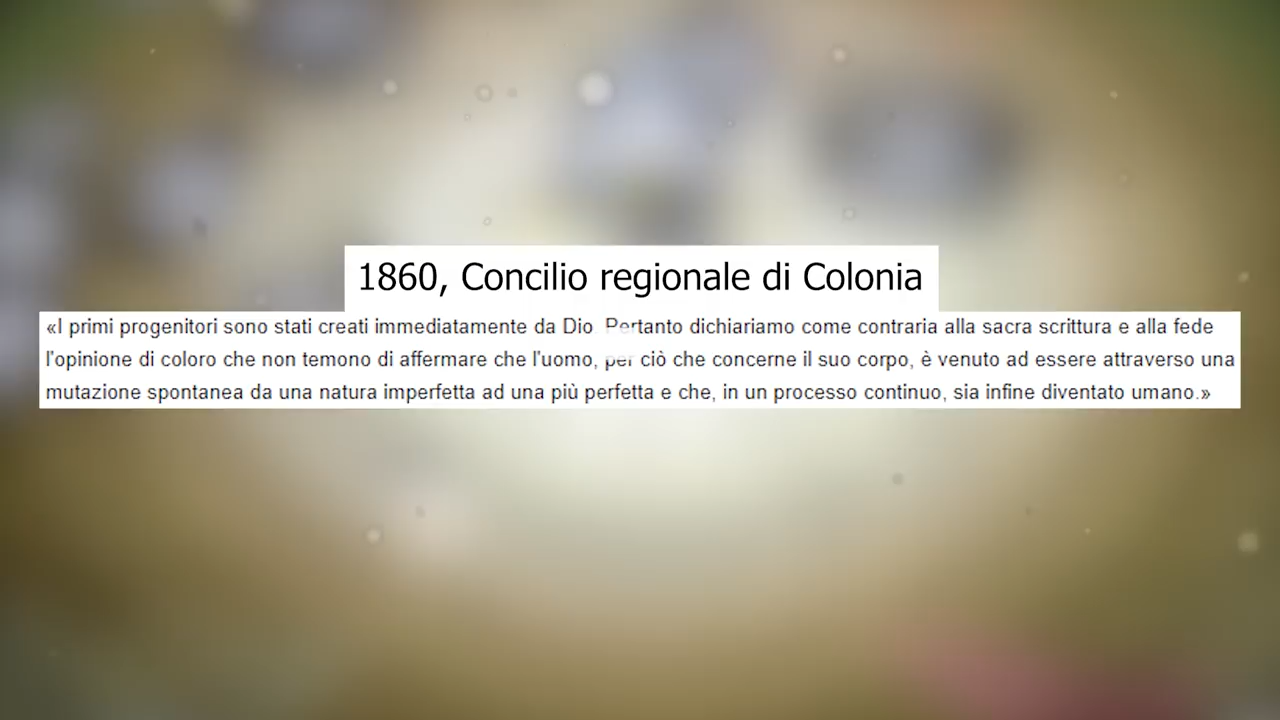 1860, Concilio regionale di Colonia
«I primi progenitori sono stati creati immediatamente da Dio. Pertanto dichiariamo come contraria alla sacra scrittura e alla fede
l'opinione di coloro che non temono di affermare che l'uomo, per ciò che concerne il suo corpo, è venuto ad essere attraverso una
mutazione spontanea da una natura imperfetta ad una più perfetta e che, in un processo continuo, sia infine diventato umano.»